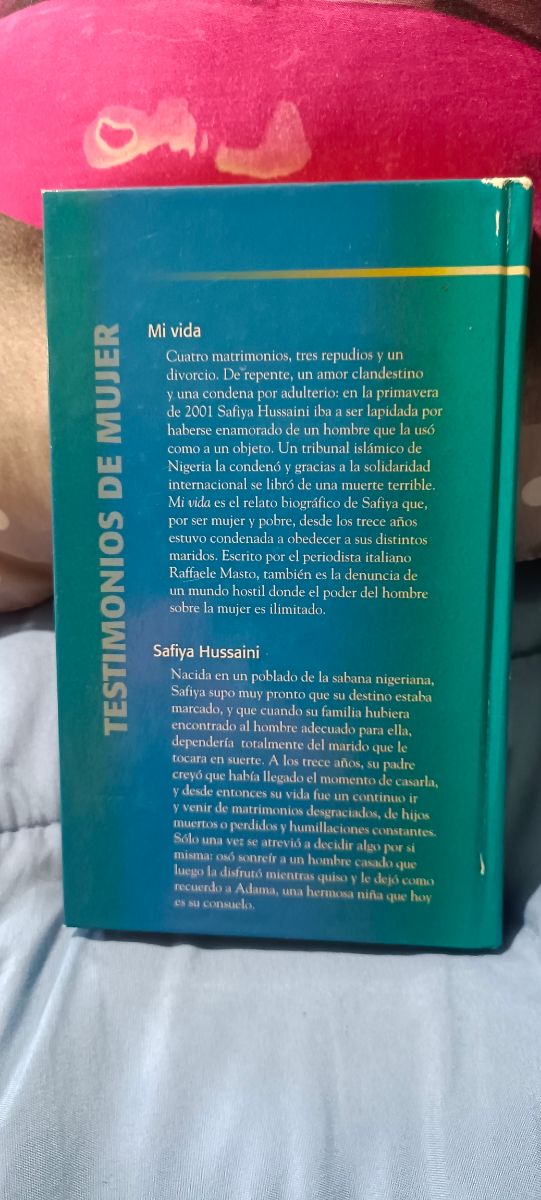 TESTIMONIOS DE MUJER
Mi vida
Cuatro matrimonios, tres repudios y un
divorcio. De repente, un amor clandestino
y una condena por adulterio: en la primavera
de 2001 Safiya Hussaini iba a ser lapidada por
haberse enamorado de un hombre que la usó
como a un objeto. Un tribunal islámico de
Nigeria la condenó y gracias a la solidaridad
internacional se libró de una muerte terrible.
Mi vida es el relato biográfico de Safiya que,
por ser mujer y pobre, desde los trece años
estuvo condenada a obedecer a sus distintos
maridos. Escrito por el periodista italiano
Raffaele Masto, también es la denuncia de
un mundo hostil donde el poder del hombre
sobre la mujer es ilimitado.
Safiya Hussaini
Nacida en un poblado de la sabana nigeriana,
Safiya supo muy pronto que su destino estaba
marcado, y que cuando su familia hubiera
encontrado al hombre adecuado para ella,
dependería totalmente del marido que le
tocara en suerte. A los trece años, su padre
creyó que había llegado el momento de casarla,
y desde entonces su vida fue un continuo ir
y venir de matrimonios desgraciados, de hijos
muertos o perdidos y humillaciones constantes.
Sólo una vez se atrevió a decidir algo por sí
misma: osó sonreír a un hombre casado que
luego la disfrutó mientras quiso y le dejó como
recuerdo a Adama, una hermosa niña que hoy
es su consuelo.